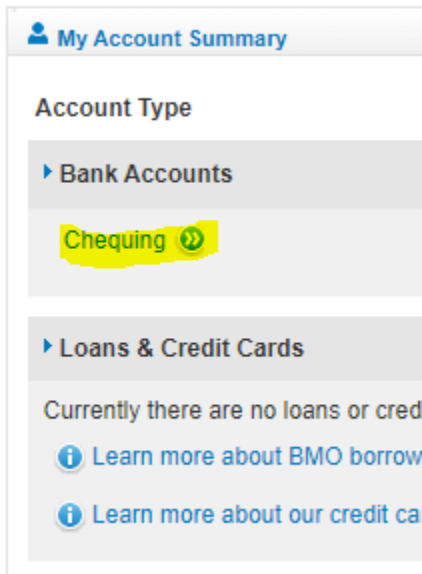 My Account Summary
Account Type
Bank Accounts
Chequing
Loans & Credit Cards
Currently there are no loans or cred
Learn more about BMO borrow
Learn more about our credit ca